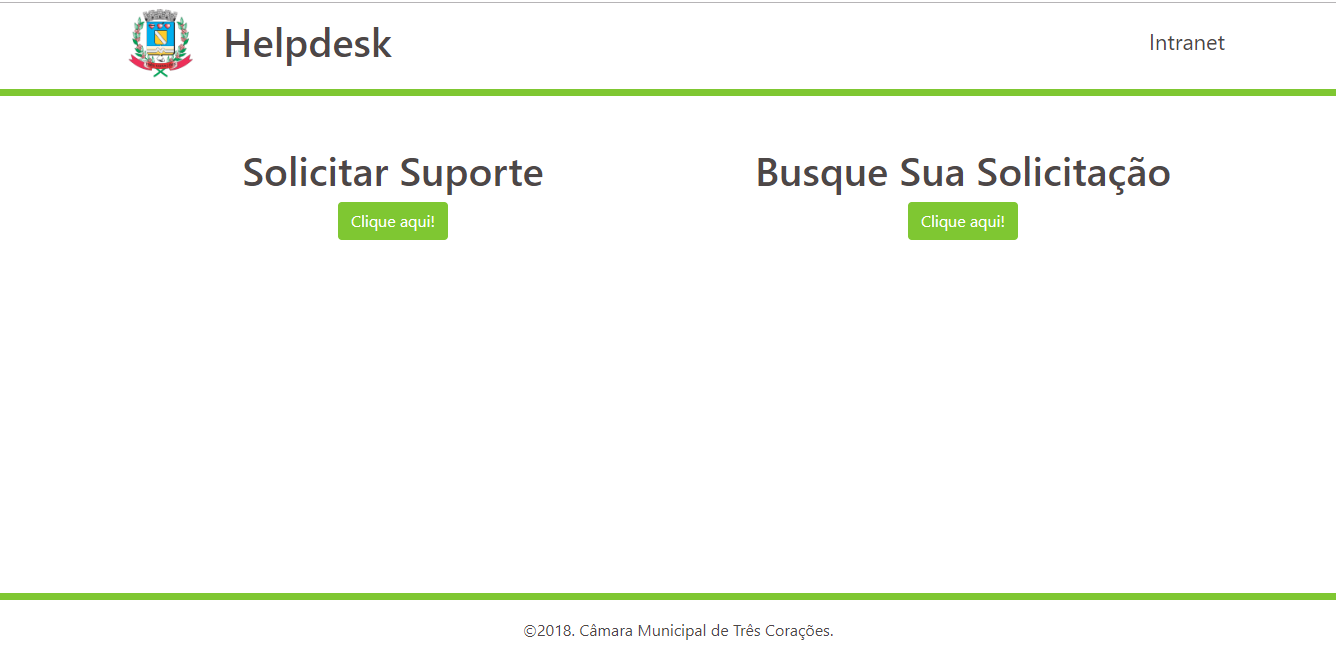 Helpdesk
Intranet
Solicitar Suporte
Clique aqui!
Busque Sua Solicitação
Clique aqui!
©2018. Câmara Municipal de Três Corações.